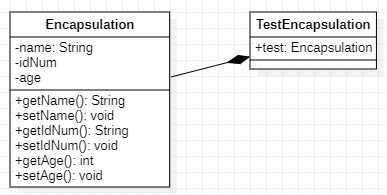 Encapsulation
-name: String
-idNum
-age
+getName(): String
+setName(): void
+getIdNum(): String
+setIdNum(): void
+getAge(): int
+setAge(): void
TestEncapsulation
+test: Encapsulation